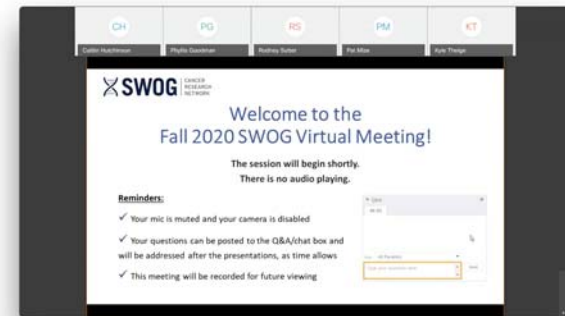 CH
PG
RS
PM
KT
Caitlin Hutchinson
Phyllis Goodman
Rodney Sutter
Pat Mize
Kyle Theige
SWOG
CANCER
RESEARCH
NETWORK
Welcome to the
Fall 2020 SWOG Virtual Meeting!
The session will begin shortly.
There is no audio playing.
Reminders:
✓ Your mic is muted and your camera is disabled
✓ Your questions can be posted to the Q&A/chat box and
will be addressed after the presentations, as time allows
✓ This meeting will be recorded for future viewing
Q&A
All (0)